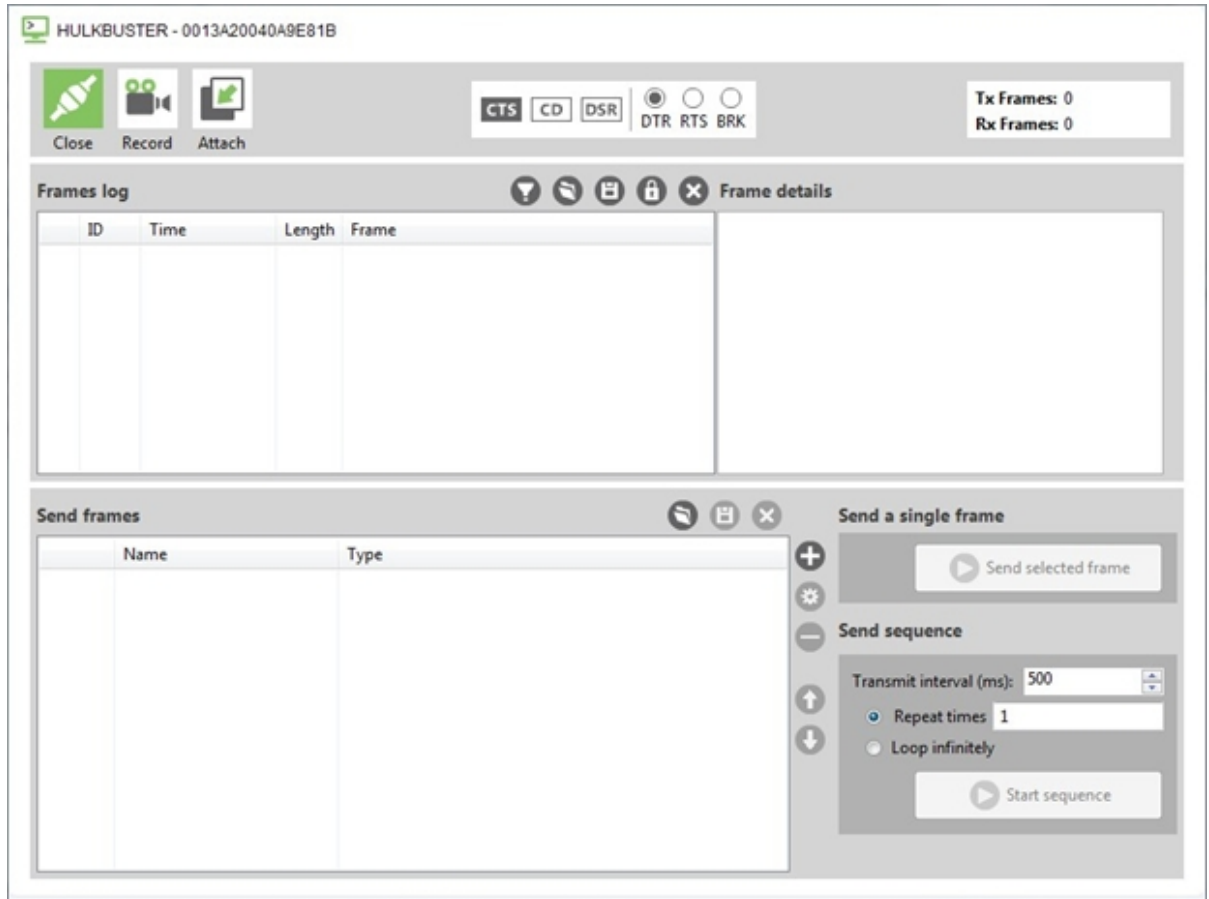 HULKBUSTER - 0013A20040A9E81B
Close Record Attach
CTS CD DSR DTR RTS BRK
Tx Frames: 0
Rx Frames: 0
Frames log
Frame details
ID Time Length Frame
Send frames
Name Type
Send a single frame
Send selected frame
Send sequence
Transmit interval (ms): 500
Repeat times 1
Loop infinitely
Start sequence